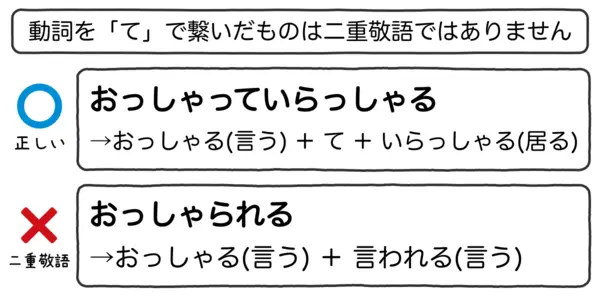 動詞を「て」で繋いだものは二重敬語ではありません
おっしゃっていらっしゃる
正しい
→おっしゃる(言う) + て + いらっしゃる(居る)
おっしゃられる
二重敬語
→おっしゃる(言う) + 言われる(言う)